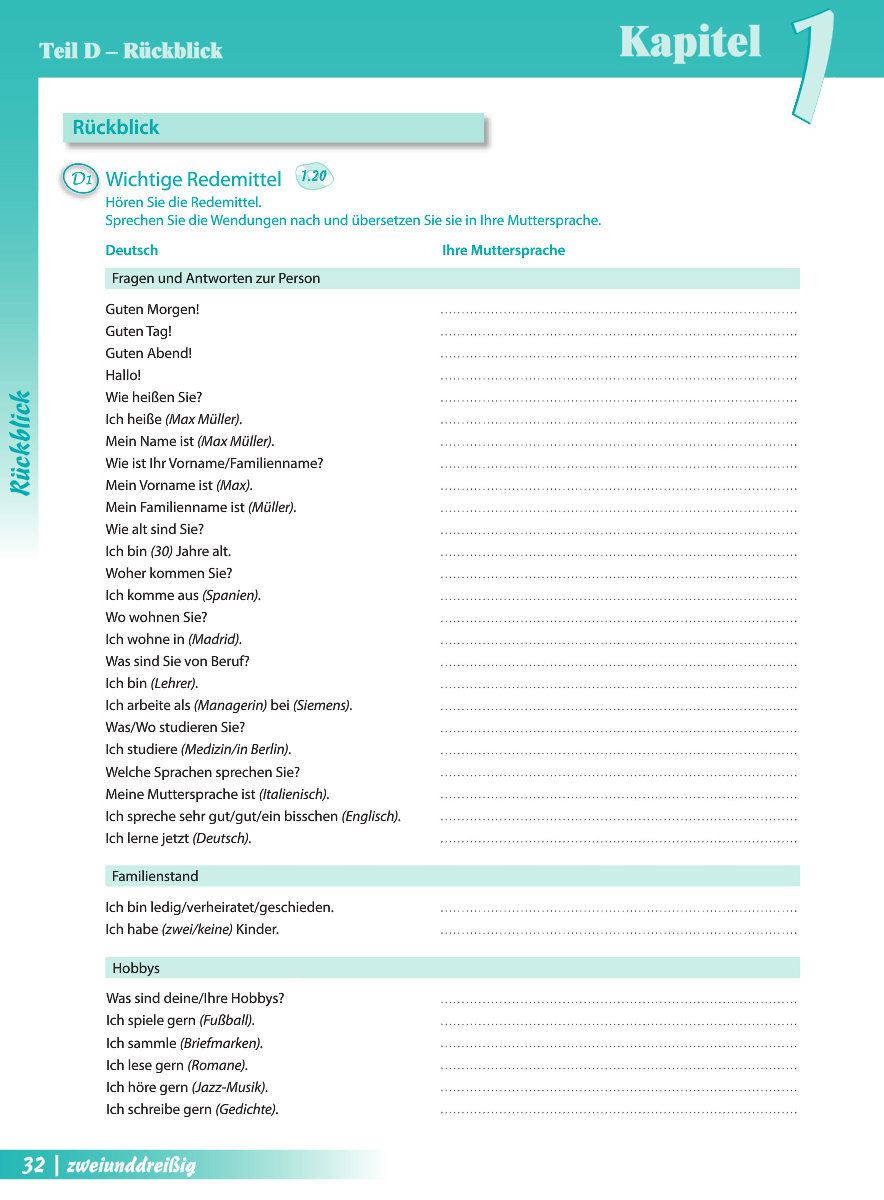 Teil D – Rückblick
Kapitel 1
Rückblick
D1 Wichtige Redemittel 1.20
Hören Sie die Redemittel.
Sprechen Sie die Wendungen nach und übersetzen Sie sie in Ihre Muttersprache.
Deutsch Ihre Muttersprache
Fragen und Antworten zur Person
Guten Morgen!
Guten Tag!
Guten Abend!
Hallo!
Wie heißen Sie?
Ich heiße (Max Müller).
Mein Name ist (Max Müller).
Wie ist Ihr Vorname/Familienname?
Mein Vorname ist (Max).
Mein Familienname ist (Müller).
Wie alt sind Sie?
Ich bin (30) Jahre alt.
Woher kommen Sie?
Ich komme aus (Spanien).
Wo wohnen Sie?
Ich wohne in (Madrid).
Was sind Sie von Beruf?
Ich bin (Lehrer).
Ich arbeite als (Managerin) bei (Siemens).
Was/Wo studieren Sie?
Ich studiere (Medizin/in Berlin).
Welche Sprachen sprechen Sie?
Meine Muttersprache ist (Italienisch).
Ich spreche sehr gut/gut/ein bisschen (Englisch).
Ich lerne jetzt (Deutsch).
Familienstand
Ich bin ledig/verheiratet/geschieden.
Ich habe (zwei/keine) Kinder.
Hobbys
Was sind deine/Ihre Hobbys?
Ich spiele gern (Fußball).
Ich sammle (Briefmarken).
Ich lese gern (Romane).
Ich höre gern (Jazz-Musik).
Ich schreibe gern (Gedichte).
Rückblick
32 | zweiunddreißig